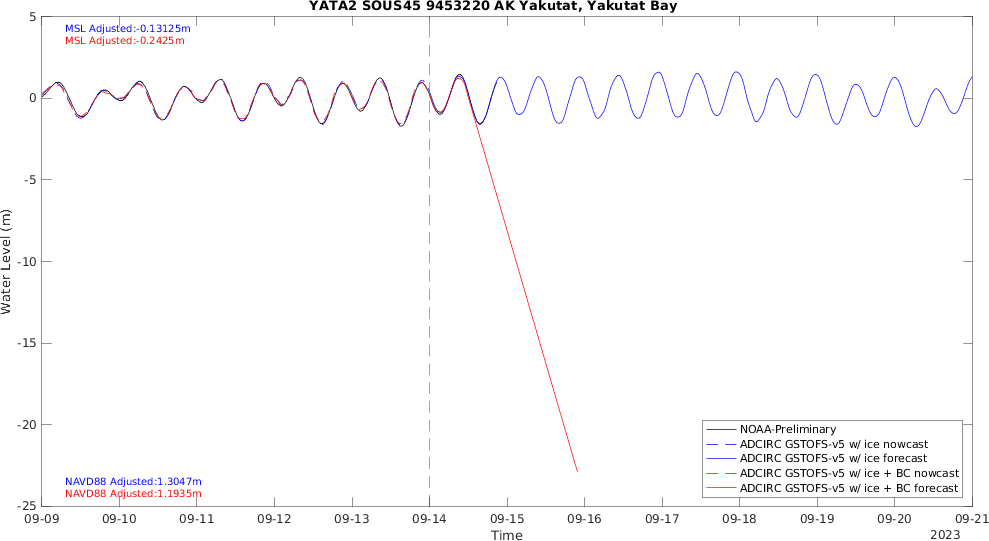 YATA2 SOUS45 9453220 AK Yakutat, Yakutat Bay
MSL Adjusted:-0.13125m
MSL Adjusted:-0.2425m
5
0
-5
-10
-15
-20
-25
Water Level (m)
NOAA-Preliminary
ADCIRC GSTOFS-v5 w/ ice nowcast
ADCIRC GSTOFS-v5 w/ ice forecast
ADCIRC GSTOFS-v5 w/ ice + BC nowcast
ADCIRC GSTOFS-v5 w/ ice + BC forecast
NAVD88 Adjusted:1.3047m
NAVD88 Adjusted:1.1935m
09-09 09-10 09-11 09-12 09-13 09-14 09-15 09-16 09-17 09-18 09-19 09-20 09-21
Time
2023